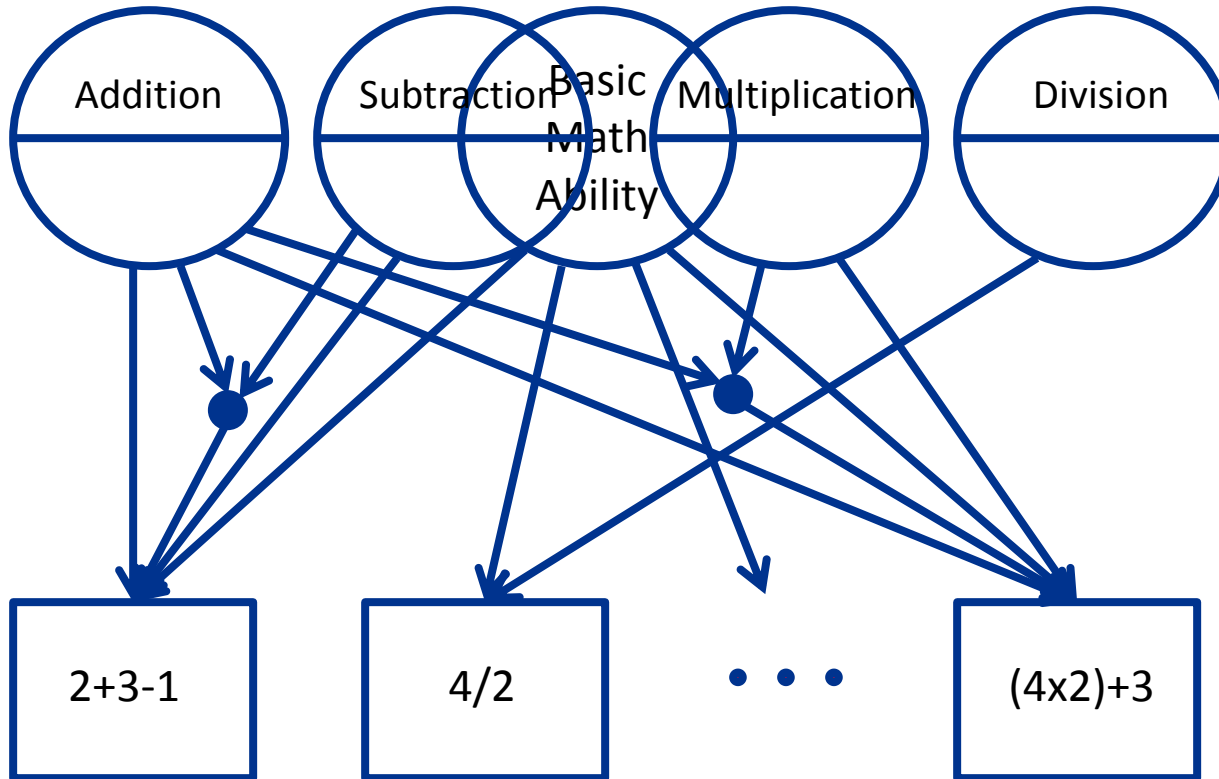 Addition
Subtraction
Basic
Math
Ability
Multiplication
Division
2+3-1
4/2
• • •
(4x2)+3